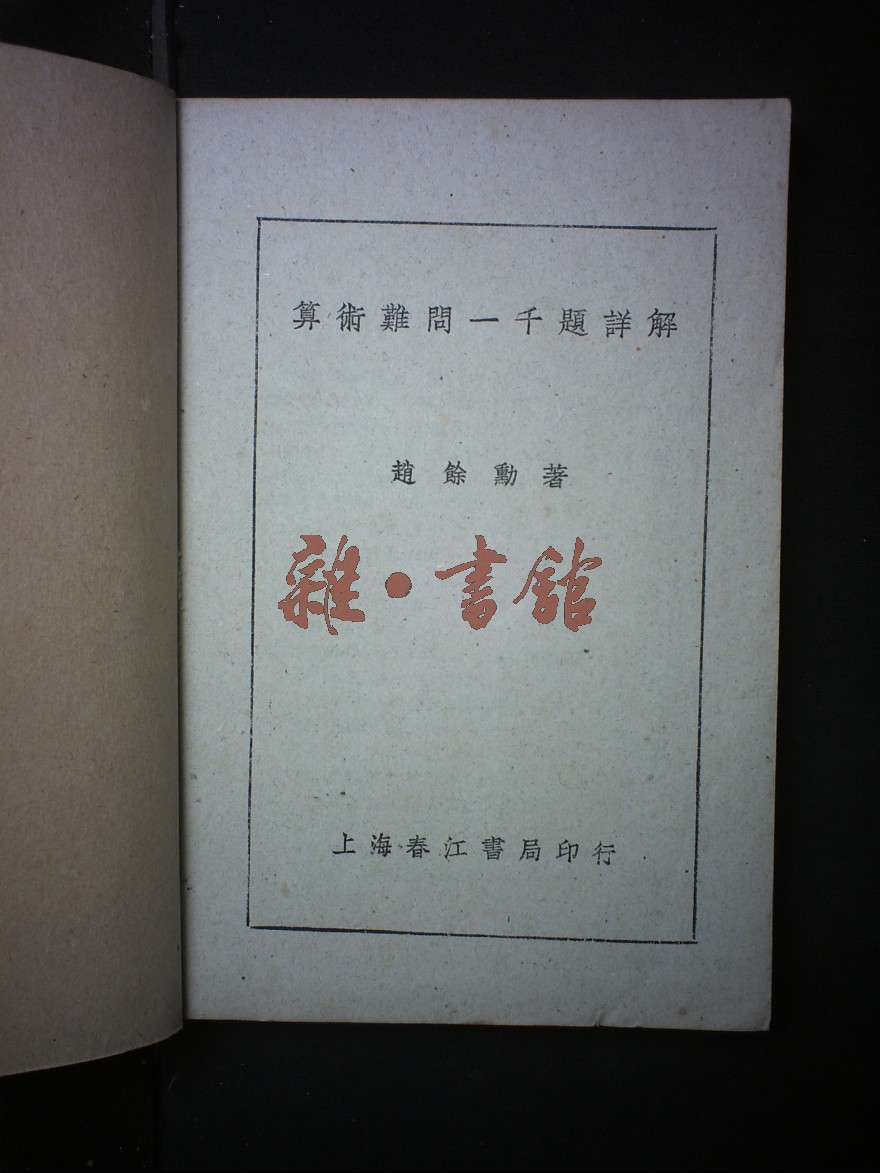 算術難問一千題詳解
趙餘勳著
雜·書館
上海春江書局印行